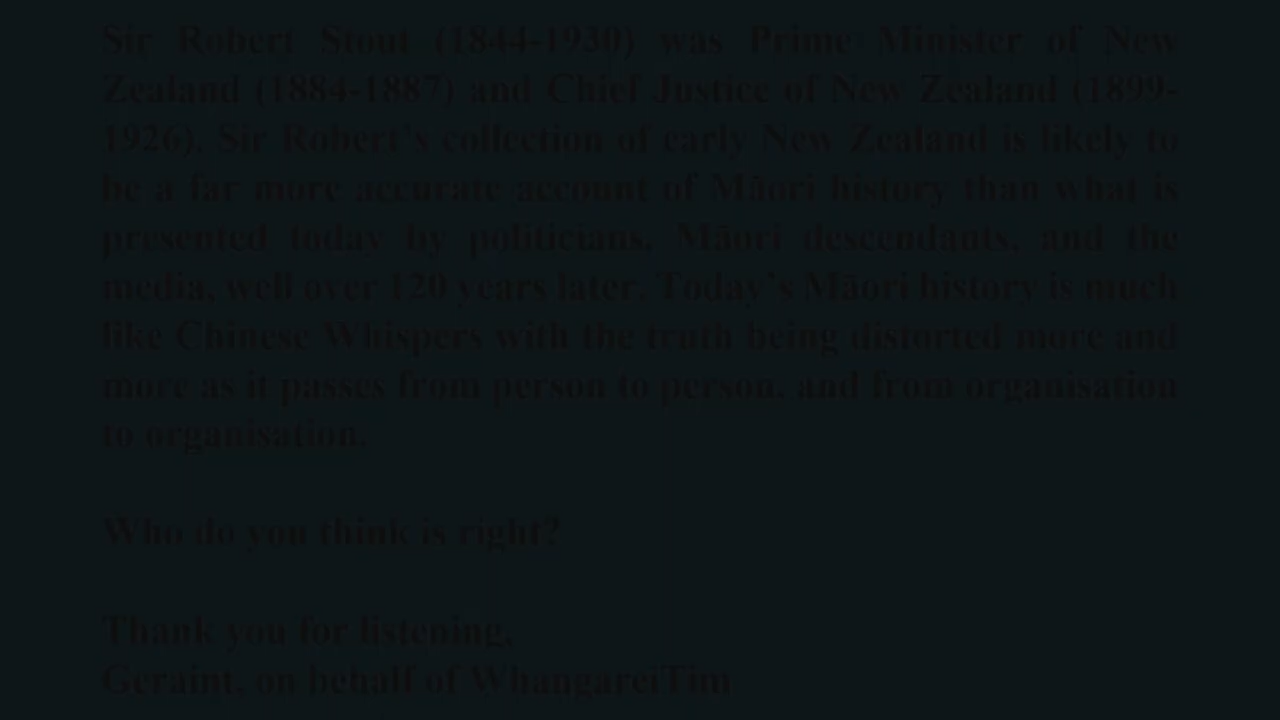 Sir Robert Stout (1844-1930) was Prime Minister of New
Zealand (1884-1887) and Chief Justice of New Zealand (1899-
1926). Sir Robert's collection of early New Zealand is likely to
be a far more accurate account of Māori history than what is
presented today by politicians, Māori descendants, and the
media, well over 120 years later. Today's Māori history is much
like Chinese Whispers with the truth being distorted more and
more as it passes from person to person, and from organisation
to organisation.
Who do you think is right?
Thank you for listening,
Geraint, on behalf of WhangareiTim